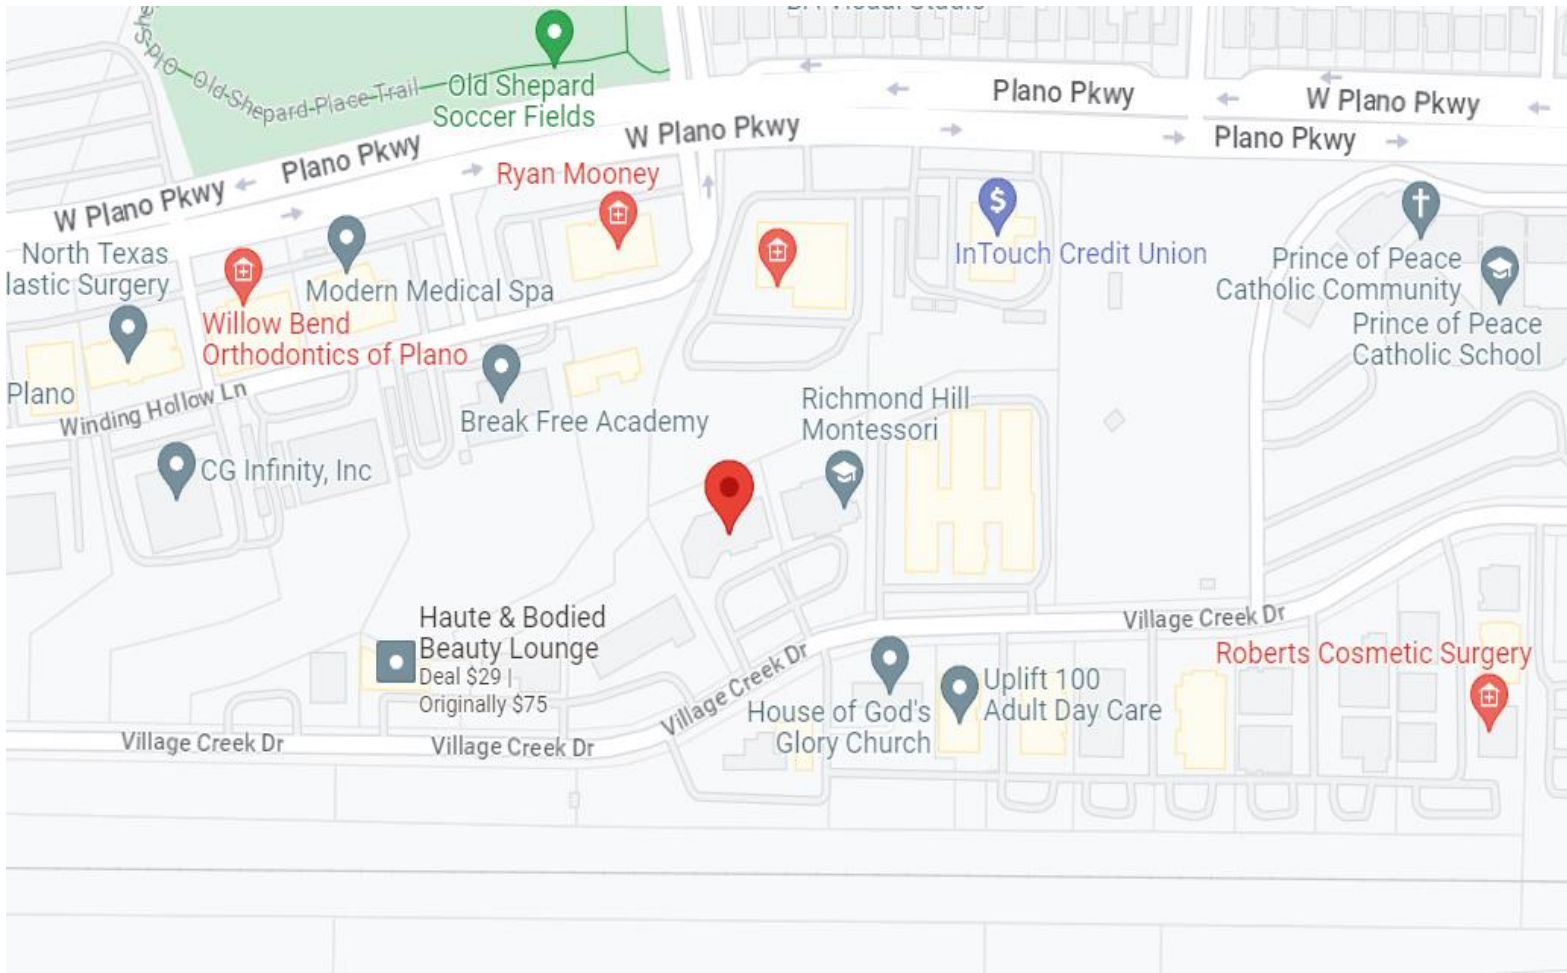 Old Shepard Place Trail
Old Shepard
Soccer Fields
Plano Pkwy
W Plano Pkwy
Plano Pkwy
W Plano Pkwy
Plano Pkwy
W Plano Pkwy
Ryan Mooney
North Texas
lastic Surgery
Modern Medical Spa
Willow Bend
Orthodontics of Plano
InTouch Credit Union
Prince of Peace
Catholic Community
Prince of Peace
Catholic School
Plano
Winding Hollow Ln
Break Free Academy
Richmond Hill
Montessori
CG Infinity, Inc
Haute & Bodied
Beauty Lounge
Deal $29 |
Originally $75
Village Creek Dr
Roberts Cosmetic Surgery
Village Creek Dr
Uplift 100
Adult Day Care
House of God's
Glory Church
Village Creek Dr
Village Creek Dr